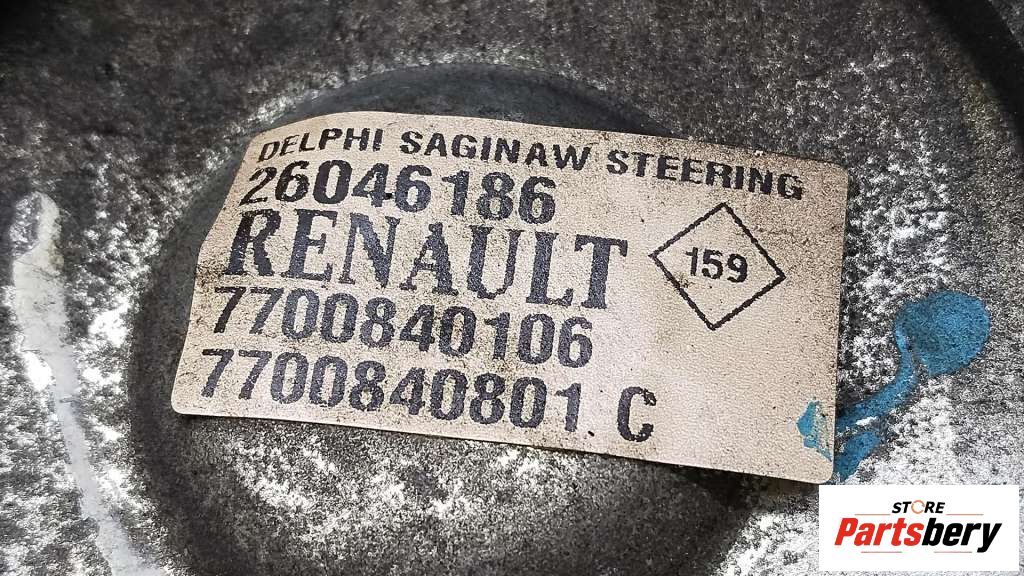 DELPHI SAGINAW STEERING
26046186
RENAULT
159
7700840106
7700840801 C
STORE
Partsbery